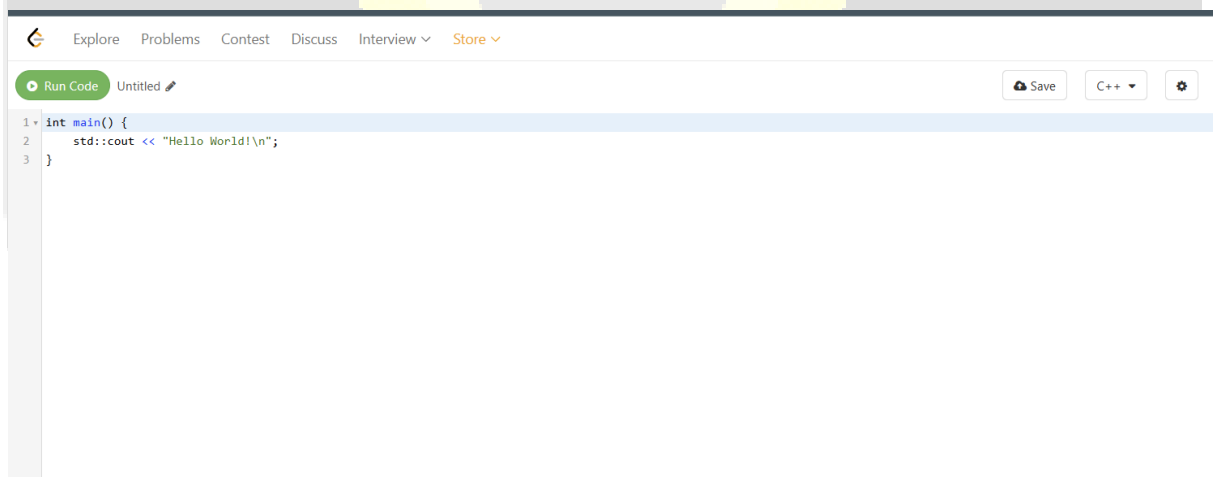 Explore Problems Contest Discuss Interview Store
Run Code Untitled Save C++
1 int main() {
2 std::cout << "Hello World!\n";
3 }